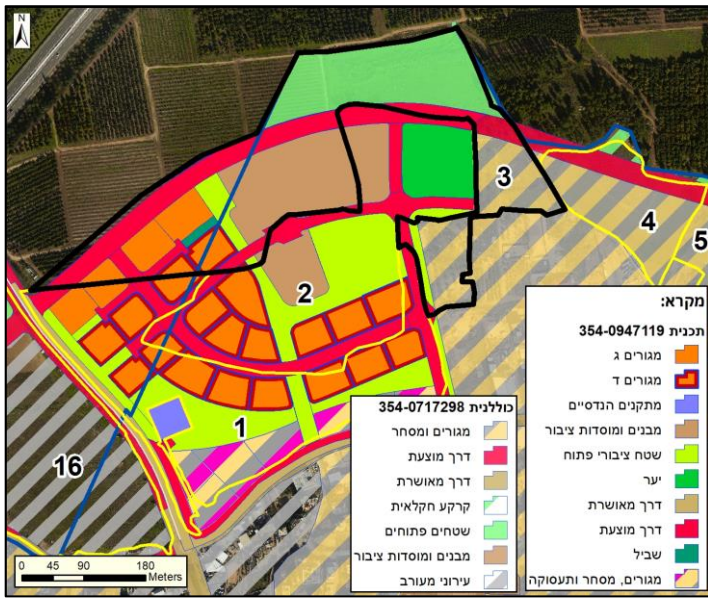 N
3
4
5
2
1
16
0 45 90 180
Meters
כוללנית 354-0717298
מגורים ומסחר
דרך מוצעת
דרך מאושרת
קרקע חקלאית
שטחים פתוחים
מבנים ומוסדות ציבור
עירוני מעורב
מקרא:
תכנית 354-0947119
מגורים ג
מגורים ד
מתקנים הנדסיים
מבנים ומוסדות ציבור
שטח ציבורי פתוח
יער
דרך מאושרת
דרך מוצעת
שביל
מגורים, מסחר ותעסוקה